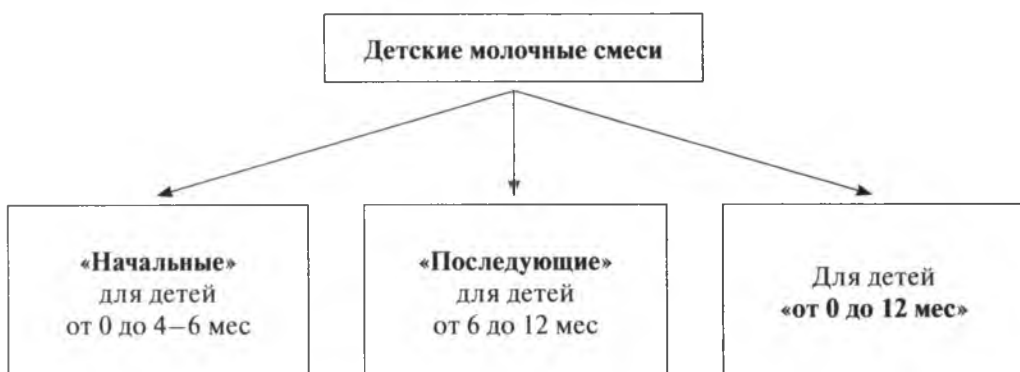 Детские молочные смеси
«Начальные»
для детей
от 0 до 4–6 мес
«Последующие»
для детей
от 6 до 12 мес
Для детей
«от 0 до 12 мес»